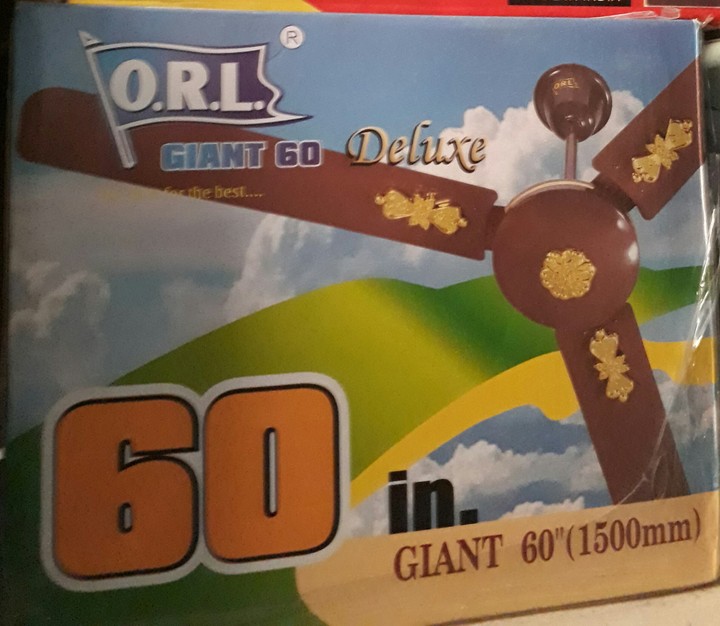 O.R.L. ®
GIANT 60 Deluxe
for the best....
ORL
60 in.
GIANT 60"(1500mm)